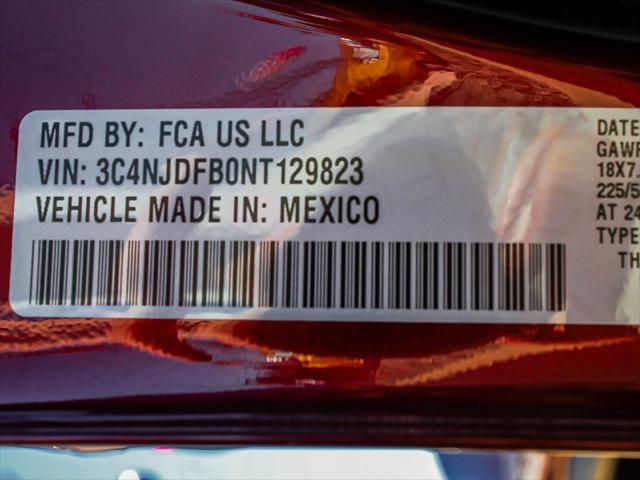 MFD BY: FCA US LLC
VIN: 3C4NJDFB0NT129823
VEHICLE MADE IN: MEXICO
DATE
GAWR
18X7.
225/5
AT 24
TYPE
TH